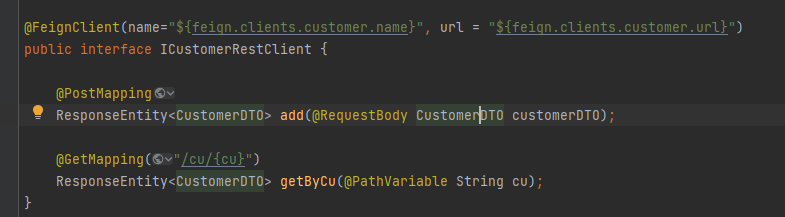 @FeignClient(name="${feign.clients.customer.name}", url = "${feign.clients.customer.url}")
public interface ICustomerRestClient {
@PostMapping
ResponseEntity<CustomerDTO> add(@RequestBody CustomerDTO customerDTO);
@GetMapping("/cu/{cu}")
ResponseEntity<CustomerDTO> getByCu(@PathVariable String cu);
}